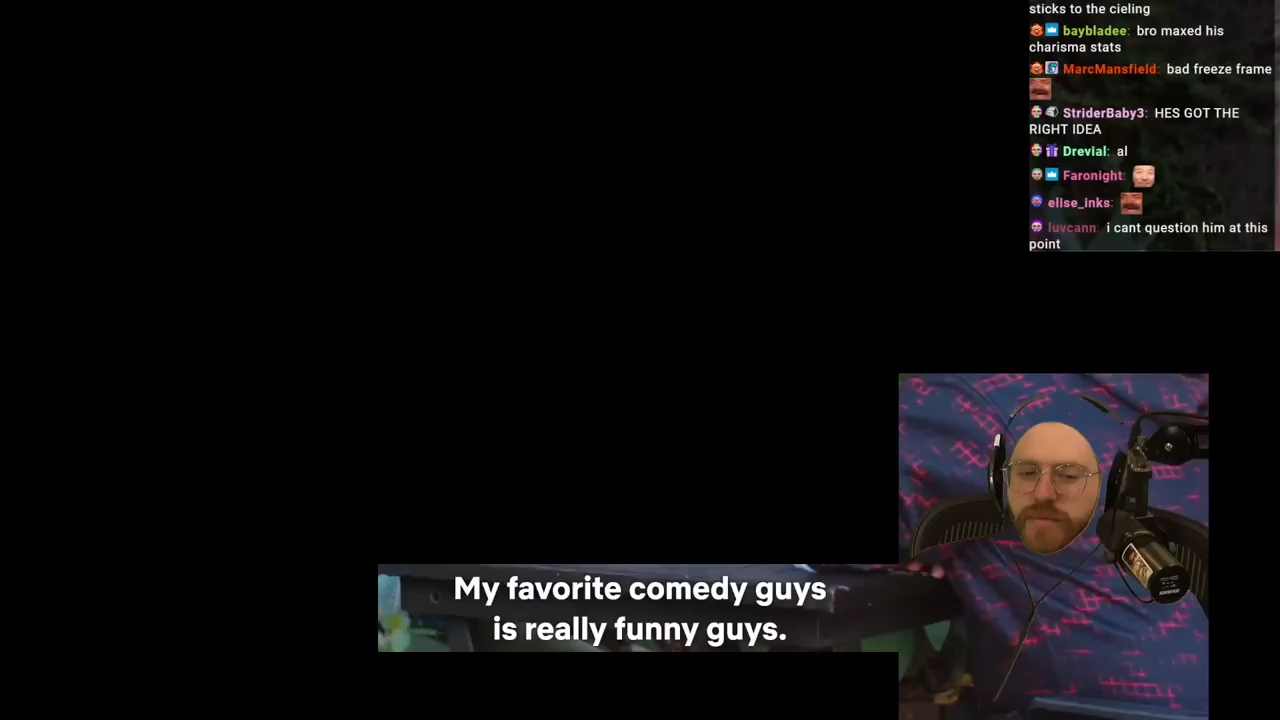 sticks to the cieling
baybladee: bro maxed his
charisma stats
MarcMansfield: bad freeze frame
StriderBaby3: HES GOT THE
RIGHT IDEA
Drevial: al
Faronight:
elise_inks:
luvcann: i cant question him at this
point
My favorite comedy guys
is really funny guys.
SHURE